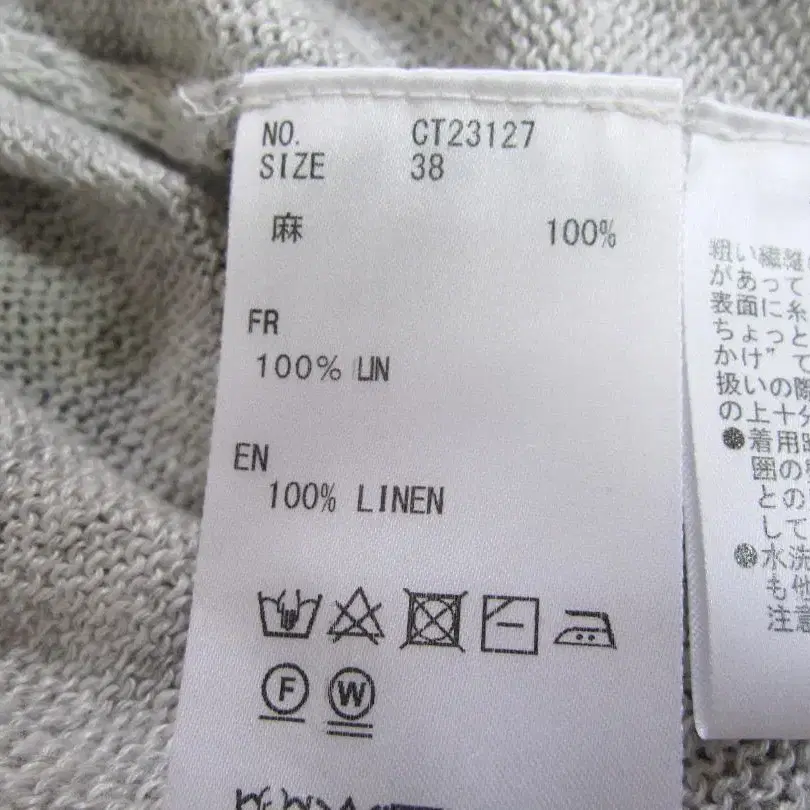 NO. CT23127
SIZE 38
麻 100%
FR
100% LIN
EN
100% LINEN
F W
粗い繊維
があって
表面に糸
ちょっと
かけ”て
扱いの際
の上十分
●着用
囲の
との
して
●水洗
も他
注意